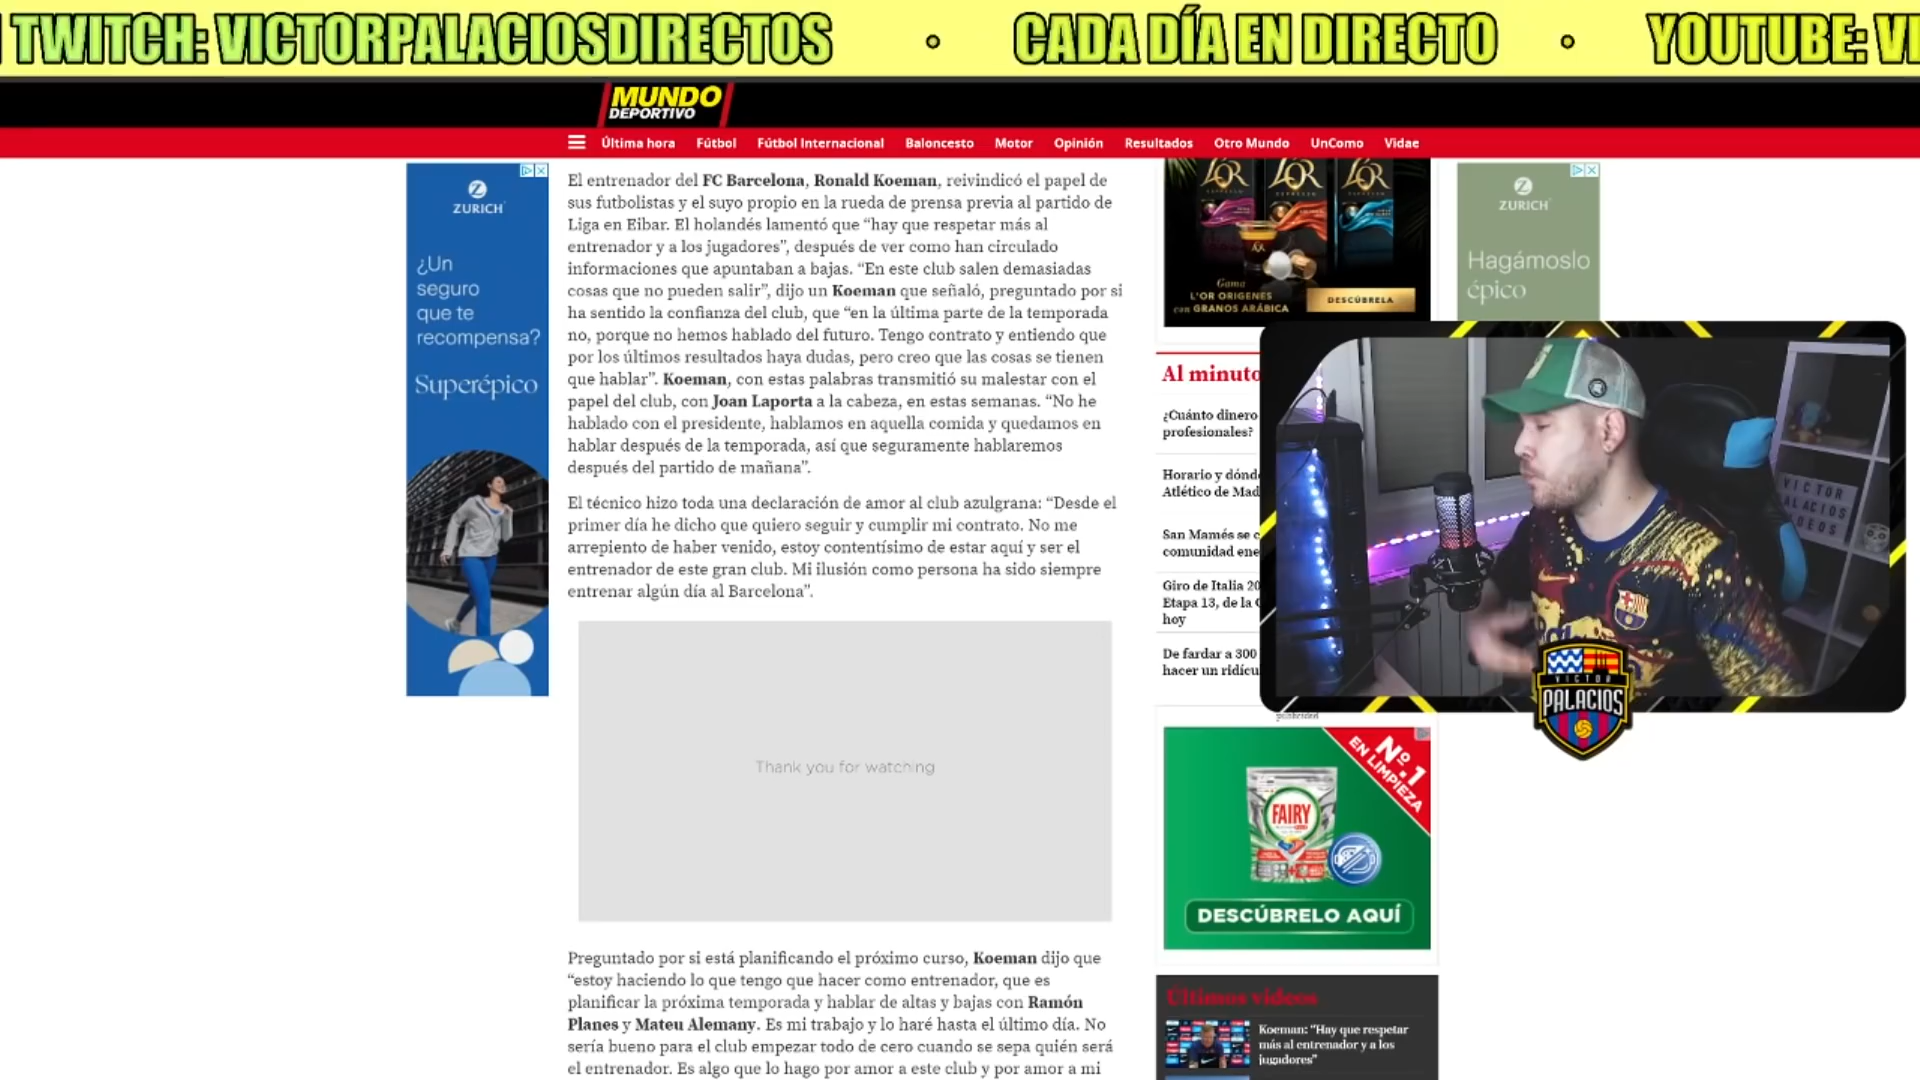 TWITCH: VICTORPALACIOSDIRECTOS • CADA DÍA EN DIRECTO • YOUTUBE: VI
MUNDO
DEPORTIVO
Última hora Fútbol Fútbol Internacional Baloncesto Motor Opinión Resultados Otro Mundo UnComo Vidae
ZURICH
¿Un
seguro
que te
recompensa?
Superépico
El entrenador del FC Barcelona, Ronald Koeman, reivindicó el papel de
sus futbolistas y el suyo propio en la rueda de prensa previa al partido de
Liga en Eibar. El holandés lamentó que “hay que respetar más al
entrenador y a los jugadores”, después de ver como han circulado
informaciones que apuntaban a bajas. “En este club salen demasiadas
cosas que no pueden salir”, dijo un Koeman que señaló, preguntado por si
ha sentido la confianza del club, que “en la última parte de la temporada
no, porque no hemos hablado del futuro. Tengo contrato y entiendo que
por los últimos resultados haya dudas, pero creo que las cosas se tienen
que hablar”. Koeman, con estas palabras transmitió su malestar con el
papel del club, con Joan Laporta a la cabeza, en estas semanas. “No he
hablado con el presidente, hablamos en aquella comida y quedamos en
hablar después de la temporada, así que seguramente hablaremos
después del partido de mañana”.
El técnico hizo toda una declaración de amor al club azulgrana: “Desde el
primer día he dicho que quiero seguir y cumplir mi contrato. No me
arrepiento de haber venido, estoy contentísimo de estar aquí y ser el
entrenador de este gran club. Mi ilusión como persona ha sido siempre
entrenar algún día al Barcelona”.
Thank you for watching
Preguntado por si está planificando el próximo curso, Koeman dijo que
“estoy haciendo lo que tengo que hacer como entrenador, que es
planificar la próxima temporada y hablar de altas y bajas con Ramón
Planes y Mateu Alemany. Es mi trabajo y lo haré hasta el último día. No
sería bueno para el club empezar todo de cero cuando se sepa quién será
el entrenador. Es algo que lo hago por amor a este club y por amor a mi
L'OR L'OR L'OR
Gama
L'OR ORIGENES
con GRANOS ARÁBICA
DESCÚBRELA
Al minuto
¿Cuánto dinero
profesionales?
Horario y dónd
Atlético de Mad
San Mamés se c
comunidad ene
Giro de Italia 20
Etapa 13, de la
hoy
De fardar a 300
hacer un ridícu
publicidad
Nº.1
EN LIMPIEZA
FAIRY
DESCÚBRELO AQUÍ
Últimos vídeos
Koeman: “Hay que respetar
más al entrenador y a los
jugadores”
ZURICH
Hagámoslo
épico
VICTOR
PALACIOS
VICTOR
PALACIOS